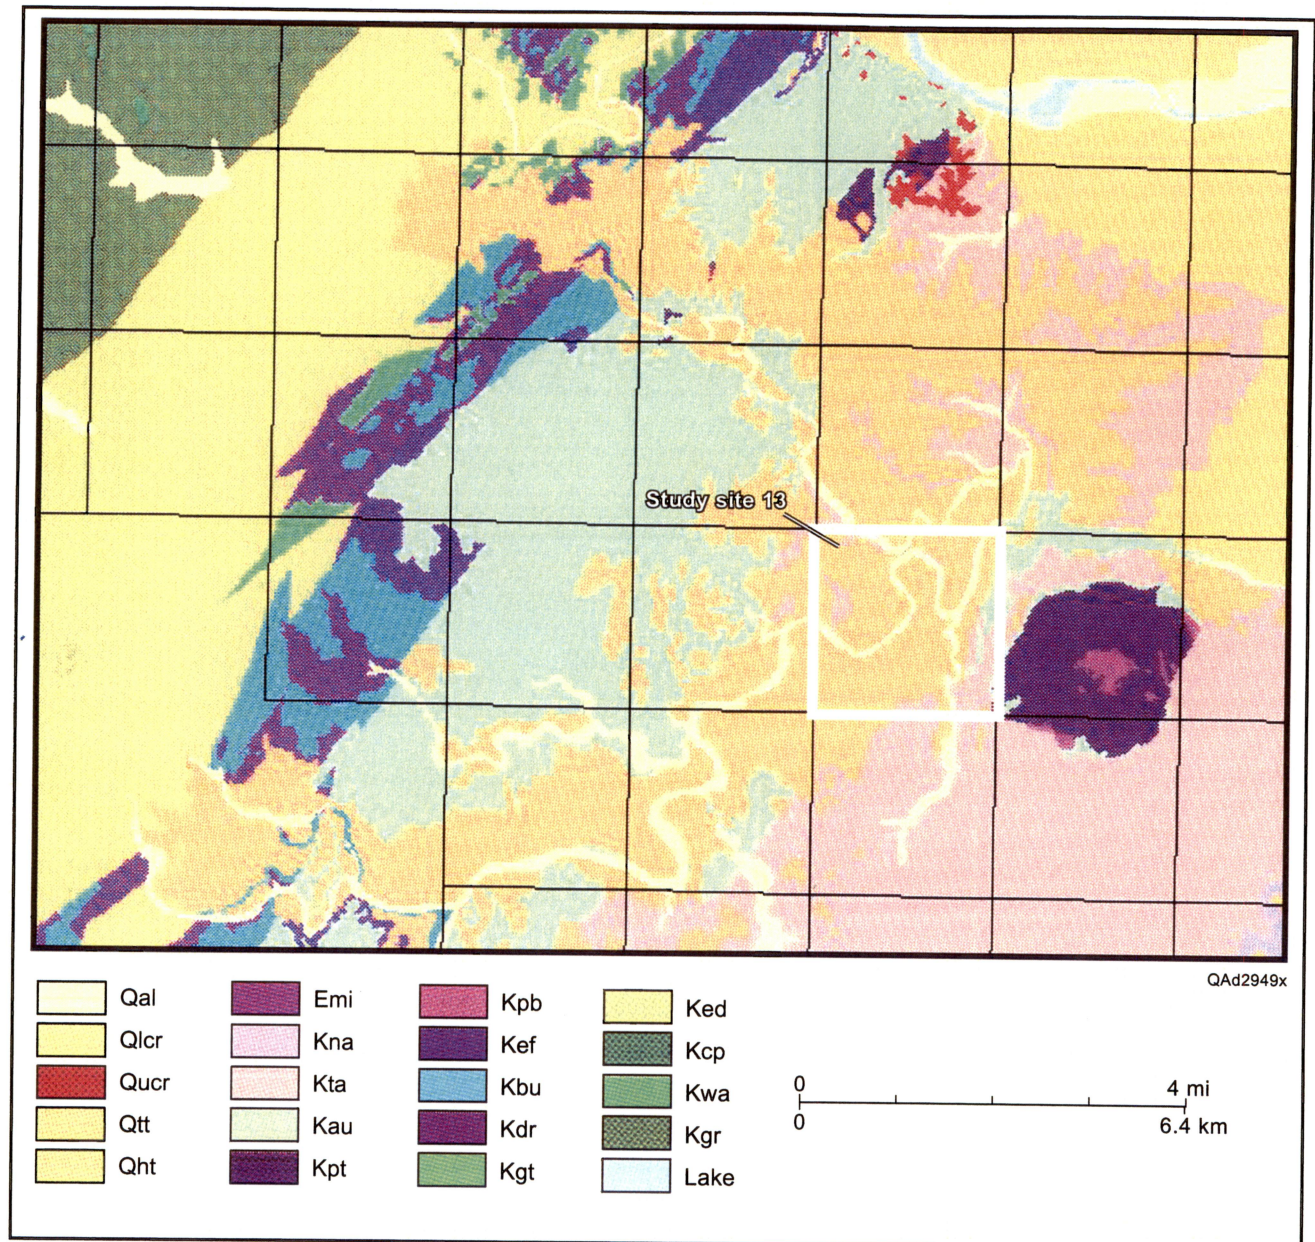 Study site 13
QAd2949x
Qal
Qlcr
Qucr
Qtt
Qht
Emi
Kna
Kta
Kau
Kpt
Kpb
Kef
Kbu
Kdr
Kgt
Ked
Kcp
Kwa
Kgr
Lake
0 4 mi
0 6.4 km